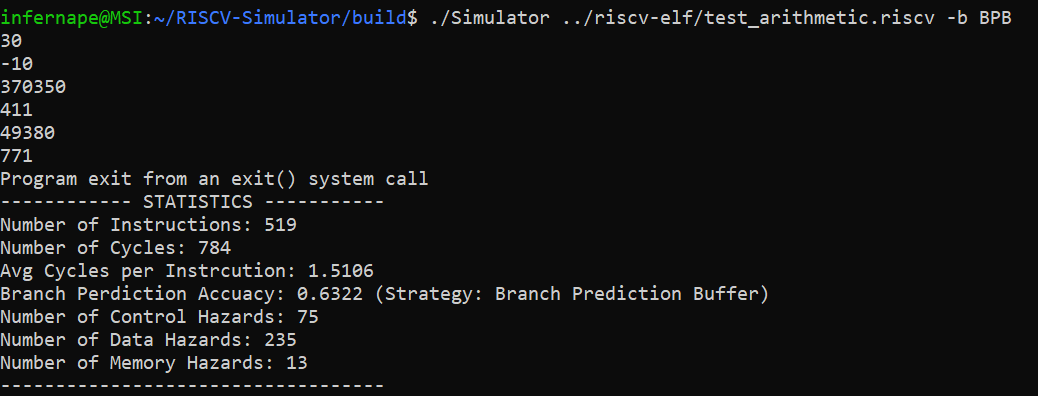 infernape@MSI:~/RISCV-Simulator/build$ ./Simulator ../riscv-elf/test_arithmetic.riscv -b BPB
30
-10
370350
411
49380
771
Program exit from an exit() system call
------------ STATISTICS -----------
Number of Instructions: 519
Number of Cycles: 784
Avg Cycles per Instrcution: 1.5106
Branch Perdiction Accuacy: 0.6322 (Strategy: Branch Prediction Buffer)
Number of Control Hazards: 75
Number of Data Hazards: 235
Number of Memory Hazards: 13
-----------------------------------